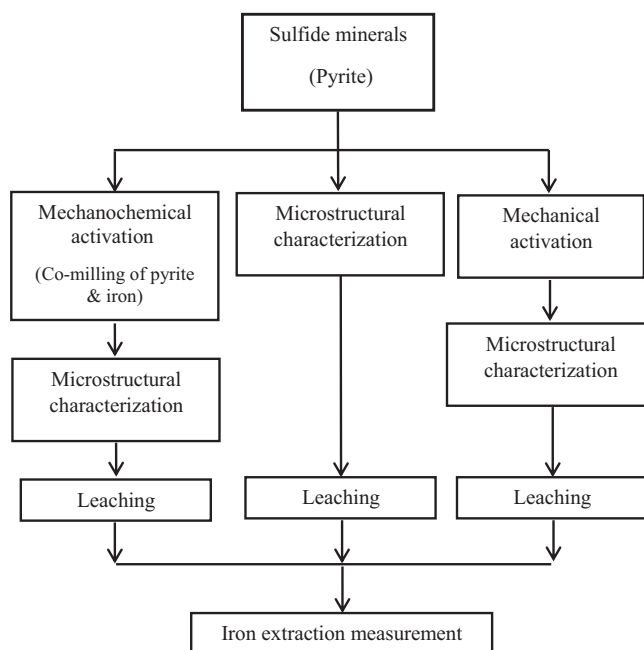 Sulfide minerals
(Pyrite)
Mechanochemical
activation
(Co-milling of pyrite
& iron)
Microstructural
characterization
Mechanical
activation
Microstructural
characterization
Microstructural
characterization
Leaching
Leaching
Leaching
Iron extraction measurement